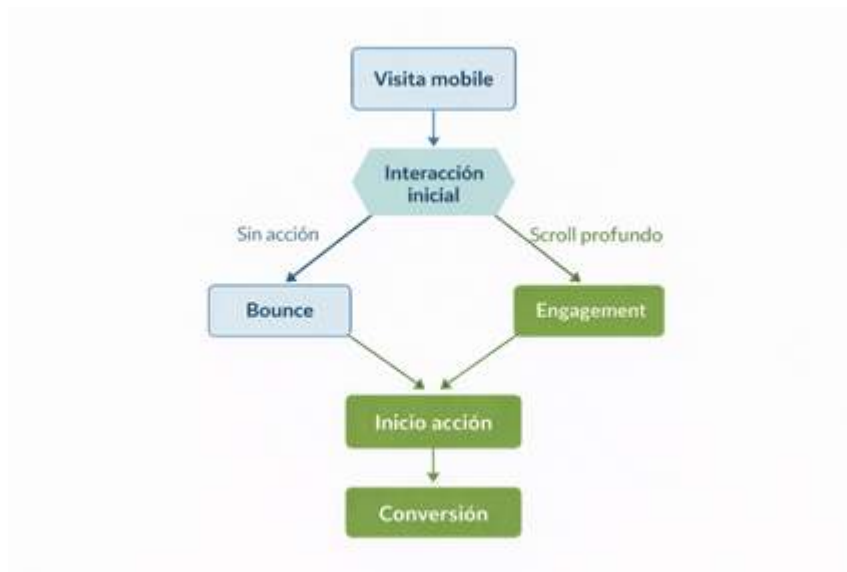 Visita mobile
Interacción
inicial
Sin acción
Scroll profundo
Bounce
Engagement
Inicio acción
Conversión